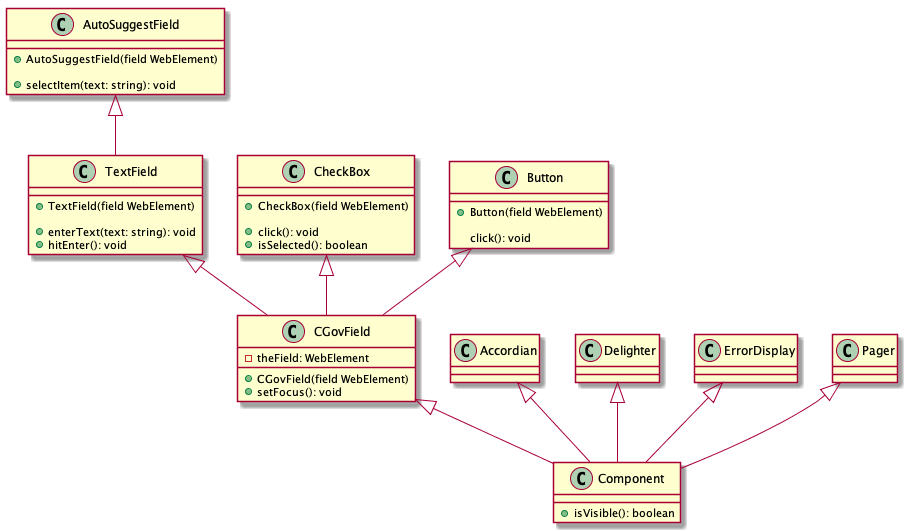 C AutoSuggestField
AutoSuggestField(field WebElement)
selectItem(text: string): void
C TextField
TextField(field WebElement)
enterText(text: string): void
hitEnter(): void
C CheckBox
CheckBox(field WebElement)
click(): void
isSelected(): boolean
C Button
Button(field WebElement)
click(): void
C CGovField
theField: WebElement
CGovField(field WebElement)
setFocus(): void
C Accordian
C Delighter
C ErrorDisplay
C Pager
C Component
isVisible(): boolean